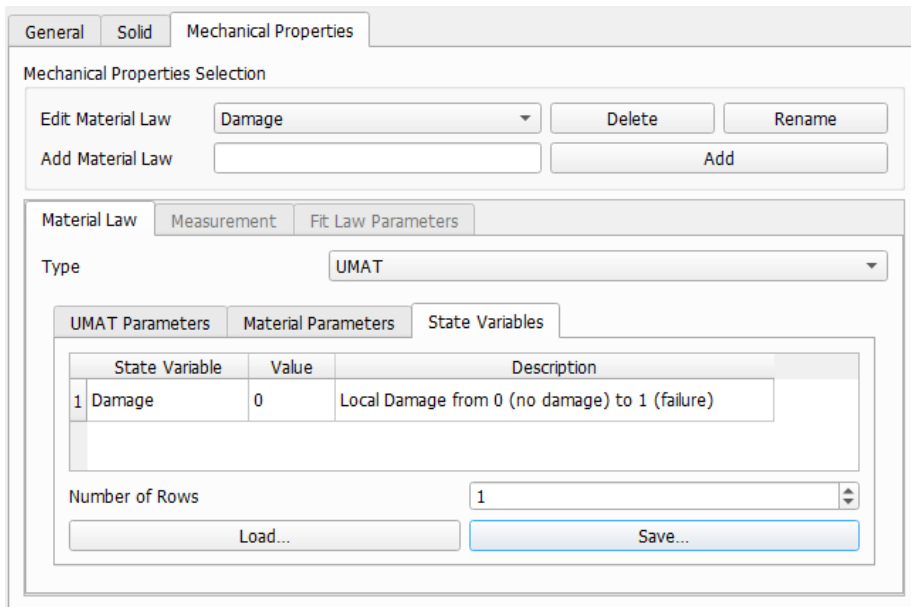 General Solid Mechanical Properties
Mechanical Properties Selection
Edit Material Law Damage Delete Rename
Add Material Law Add
Material Law Measurement Fit Law Parameters
Type UMAT
UMAT Parameters Material Parameters State Variables
State Variable Value Description
1 Damage 0 Local Damage from 0 (no damage) to 1 (failure)
Number of Rows 1
Load... Save...